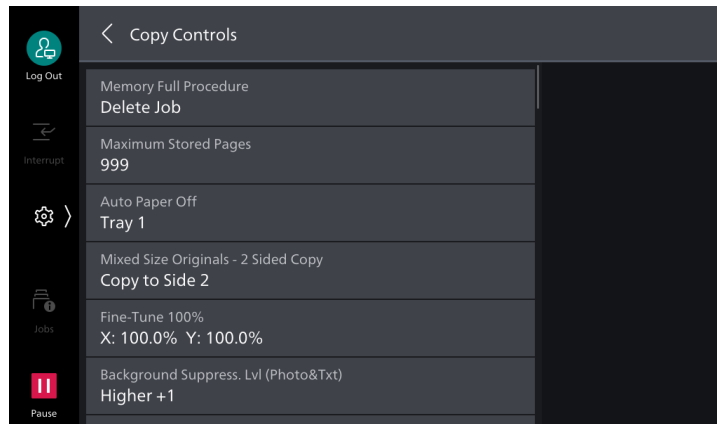 Copy Controls
Log Out
Memory Full Procedure
Delete Job
Maximum Stored Pages
999
Interrupt
Auto Paper Off
Tray 1
Mixed Size Originals - 2 Sided Copy
Copy to Side 2
Fine-Tune 100%
X: 100.0% Y: 100.0%
Jobs
Background Suppress. Lvl (Photo&Txt)
Higher +1
Pause